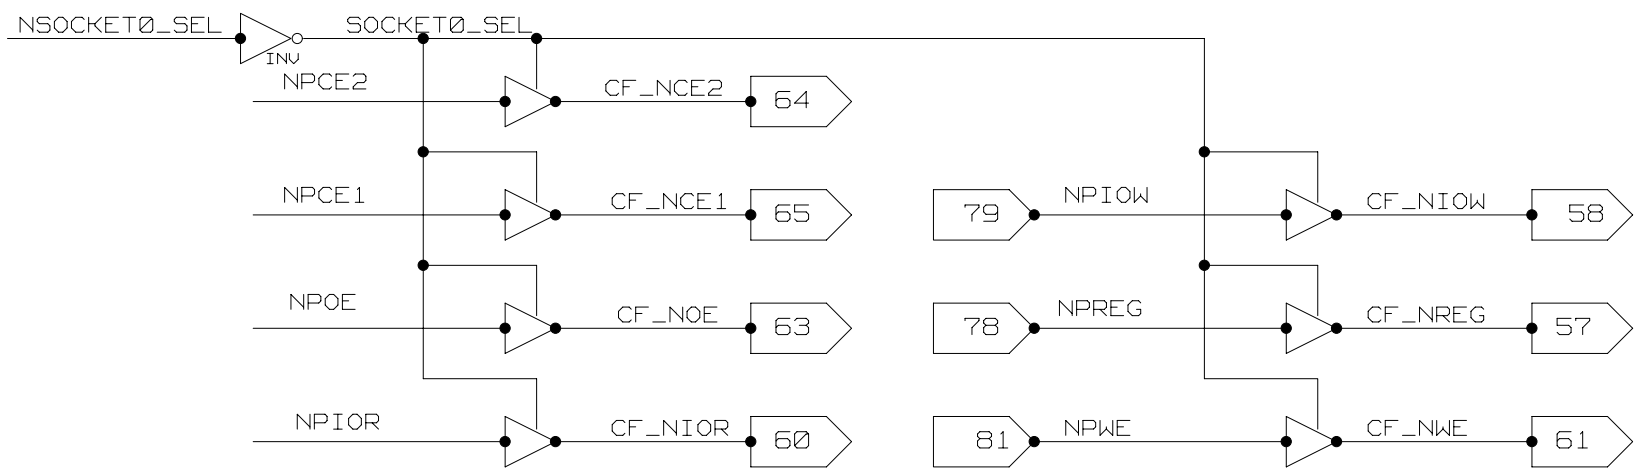 NSOCKET0_SEL
SOCKET0_SEL
INV
NPCE2
CF_NCE2
64
NPCE1
CF_NCE1
65
79
NPIOW
CF_NIOW
58
NPOE
CF_NOE
63
78
NPREG
CF_NREG
57
NPIOR
CF_NIOR
60
81
NPWE
CF_NWE
61